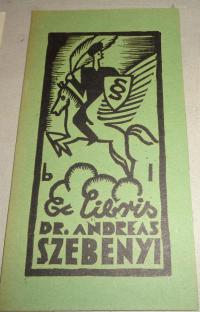 §
b l
Ex Libris
DR. ANDREAS
SZEBENYI